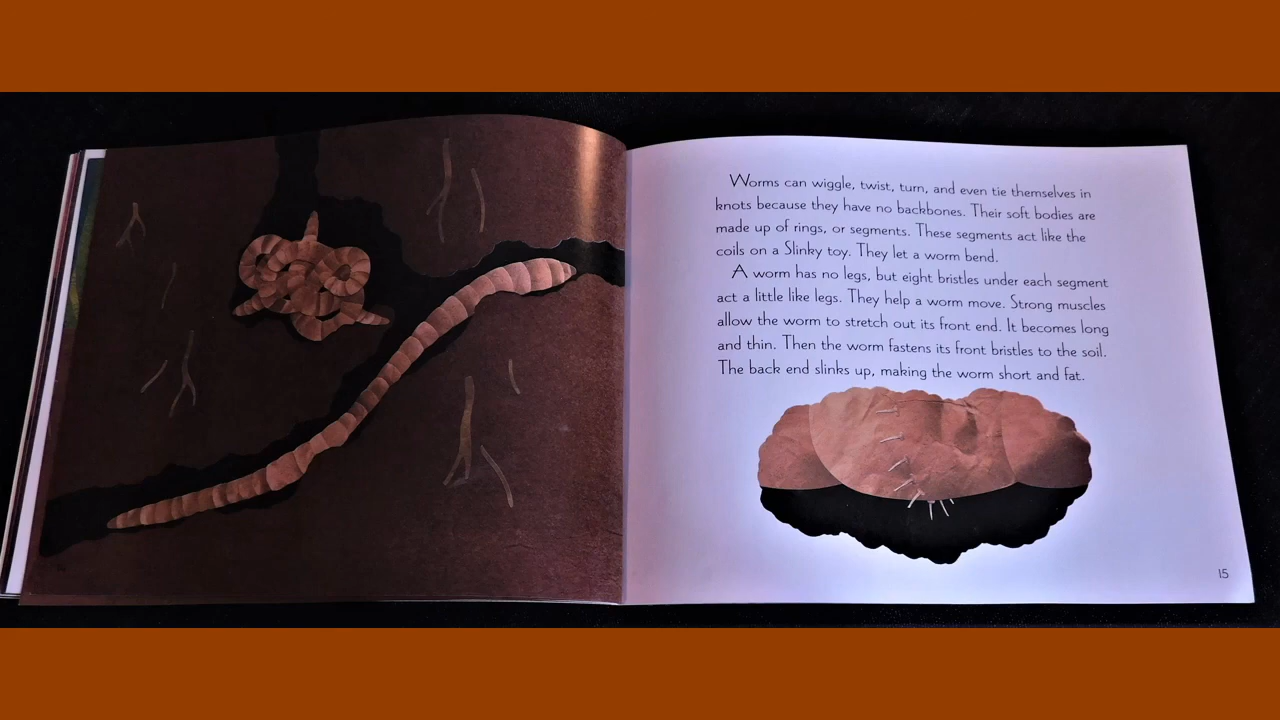 Worms can wiggle, twist, turn, and even tie themselves in
knots because they have no backbones. Their soft bodies are
made up of rings, or segments. These segments act like the
coils on a Slinky toy. They let a worm bend.
A worm has no legs, but eight bristles under each segment
act a little like legs. They help a worm move. Strong muscles
allow the worm to stretch out its front end. It becomes long
and thin. Then the worm fastens its front bristles to the soil.
The back end slinks up, making the worm short and fat.
15